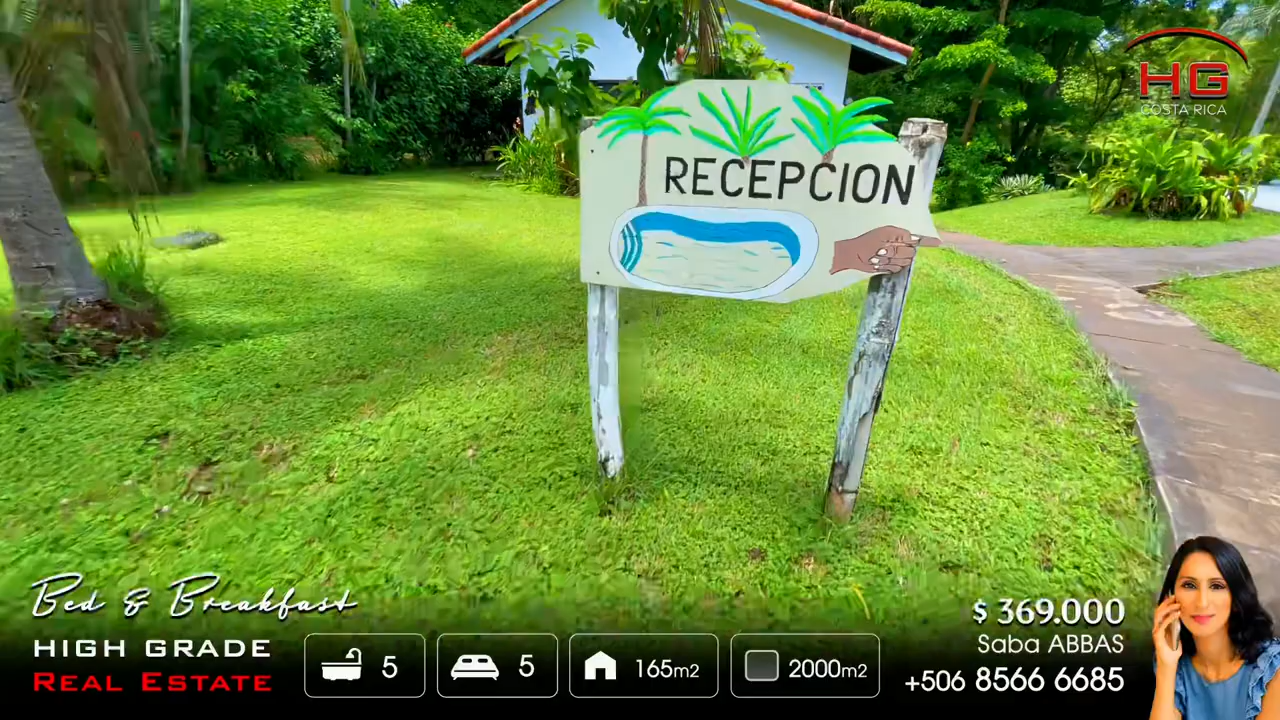 HG
COSTA RICA
RECEPCION
Bed & Breakfast
HIGH GRADE
REAL ESTATE
5
5
165m2
2000m2
$ 369.000
Saba ABBAS
+506 8566 6685